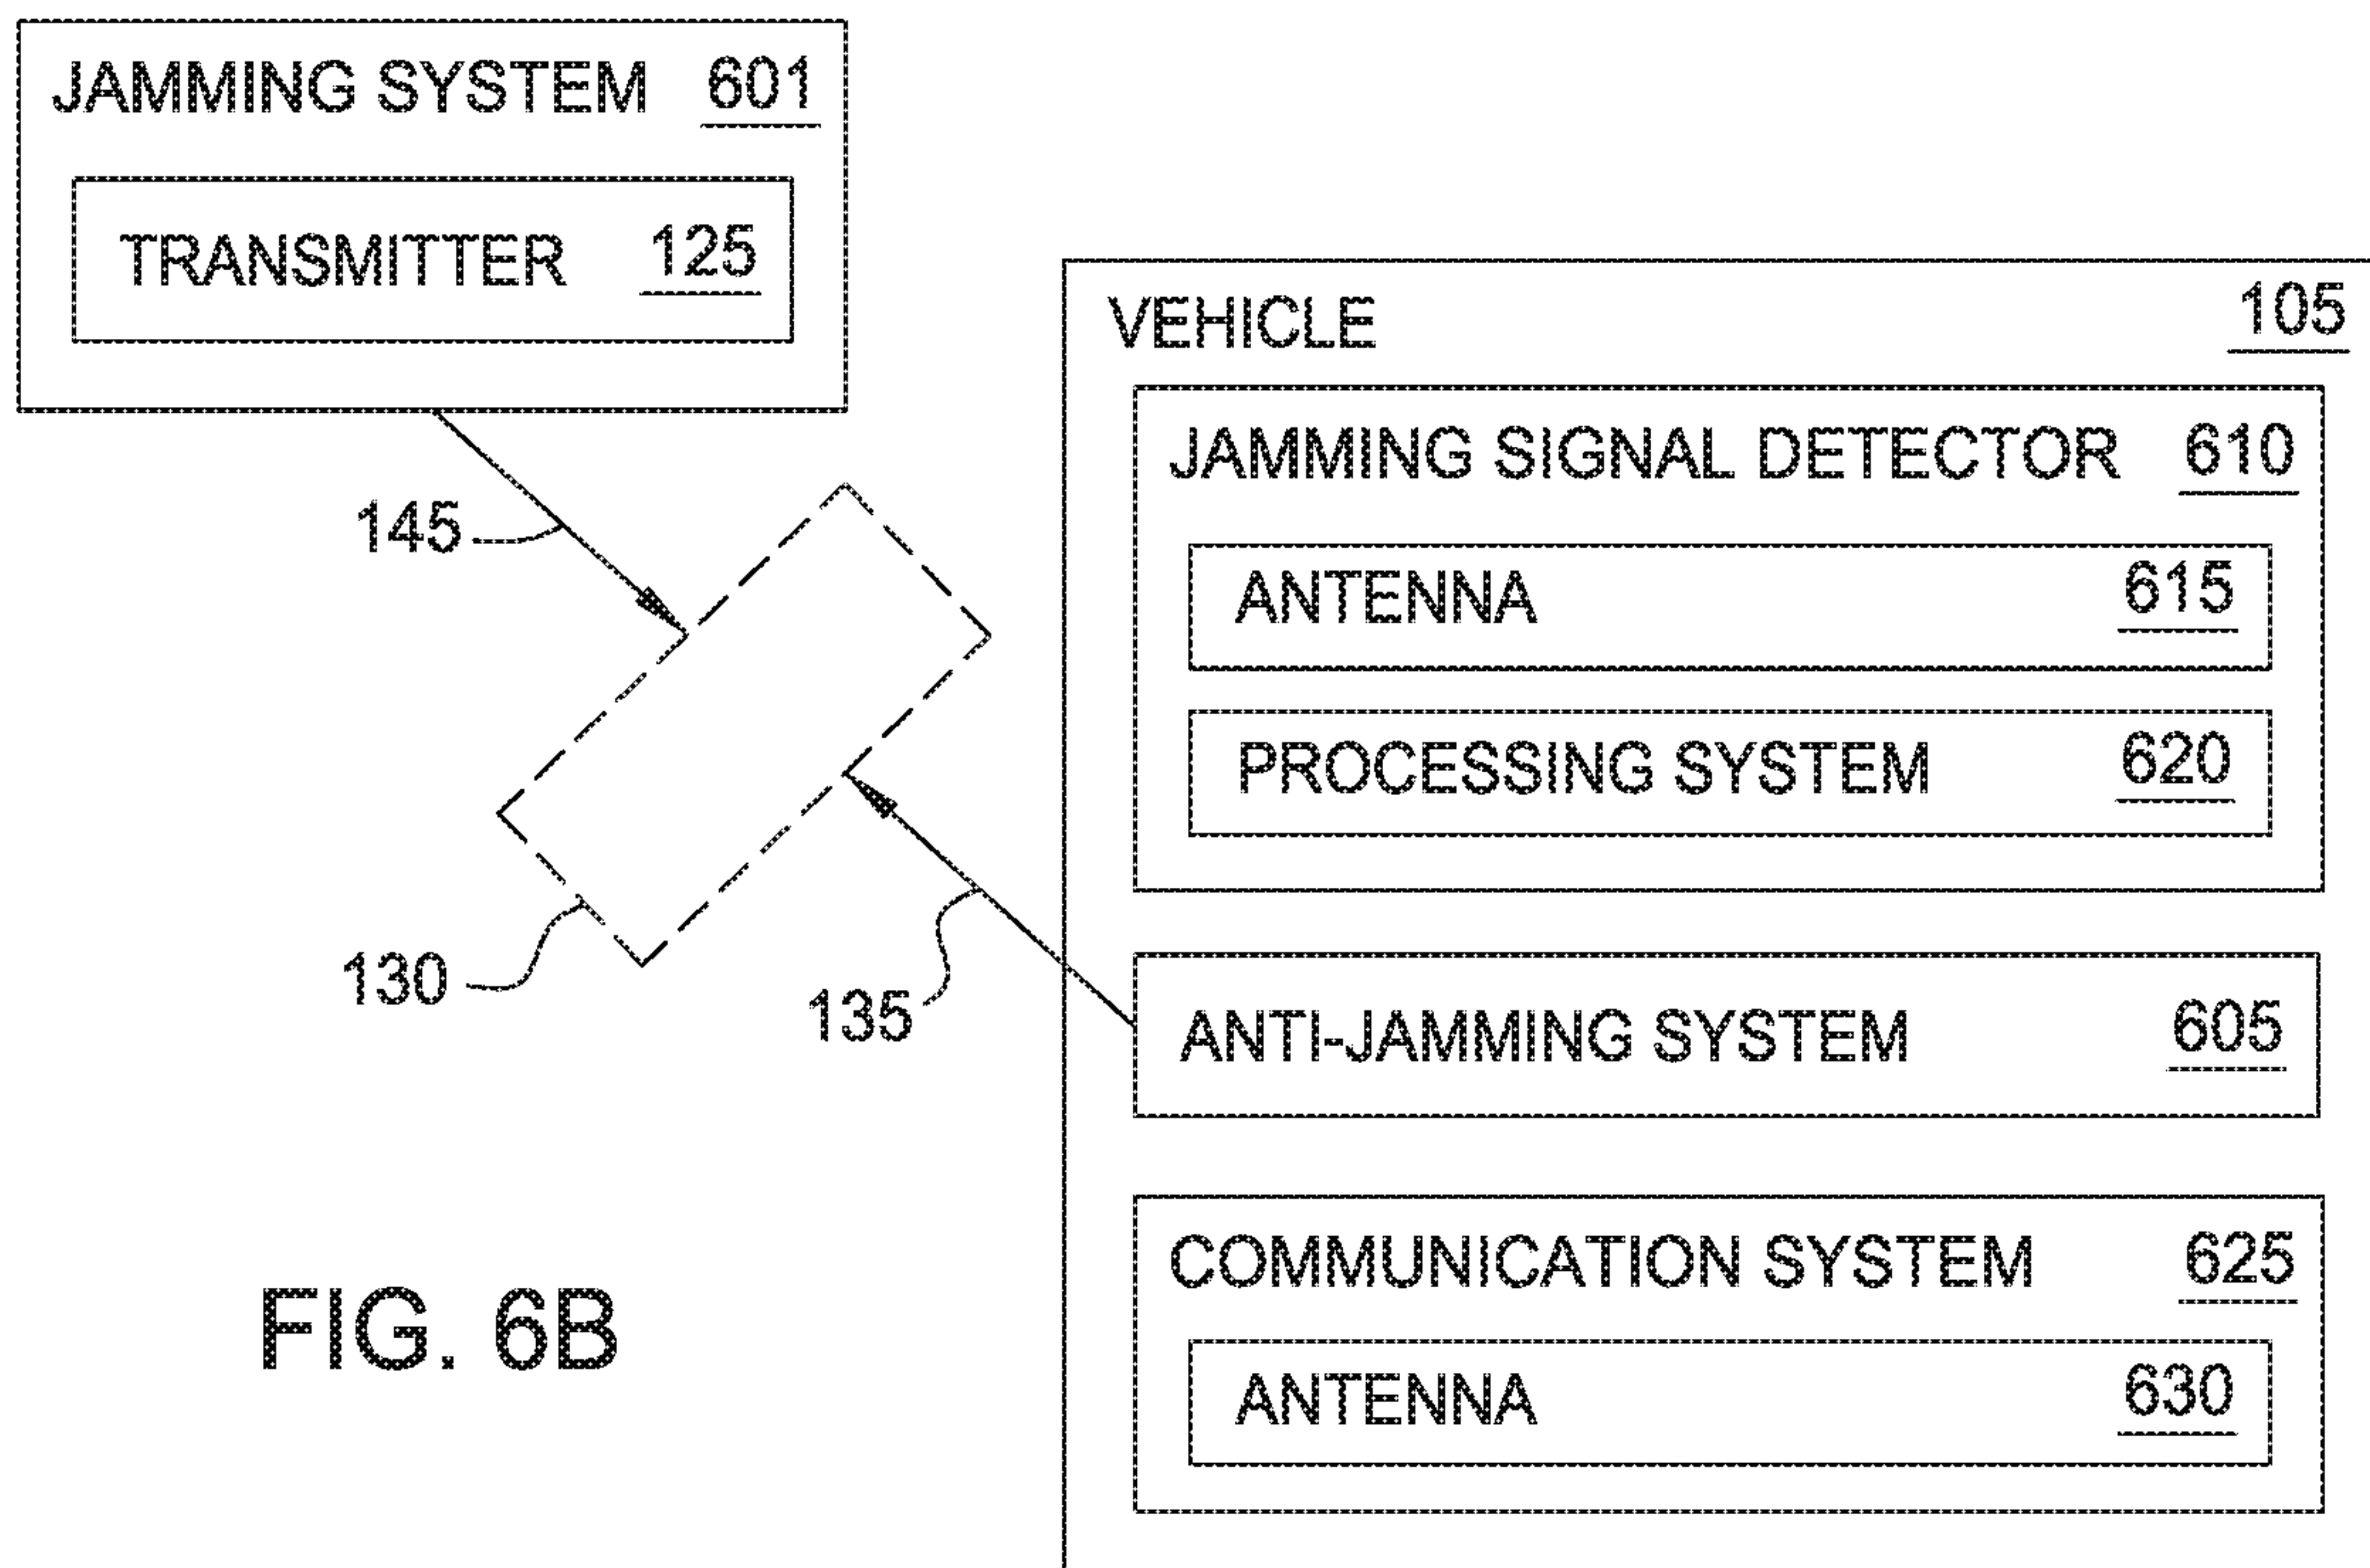 JAMMING SYSTEM 601
TRANSMITTER 125
VEHICLE 105
JAMMING SIGNAL DETECTOR 610
145
ANTENNA 615
PROCESSING SYSTEM 620
130
135
ANTI-JAMMING SYSTEM 605
COMMUNICATION SYSTEM 625
FIG. 6B
ANTENNA 630